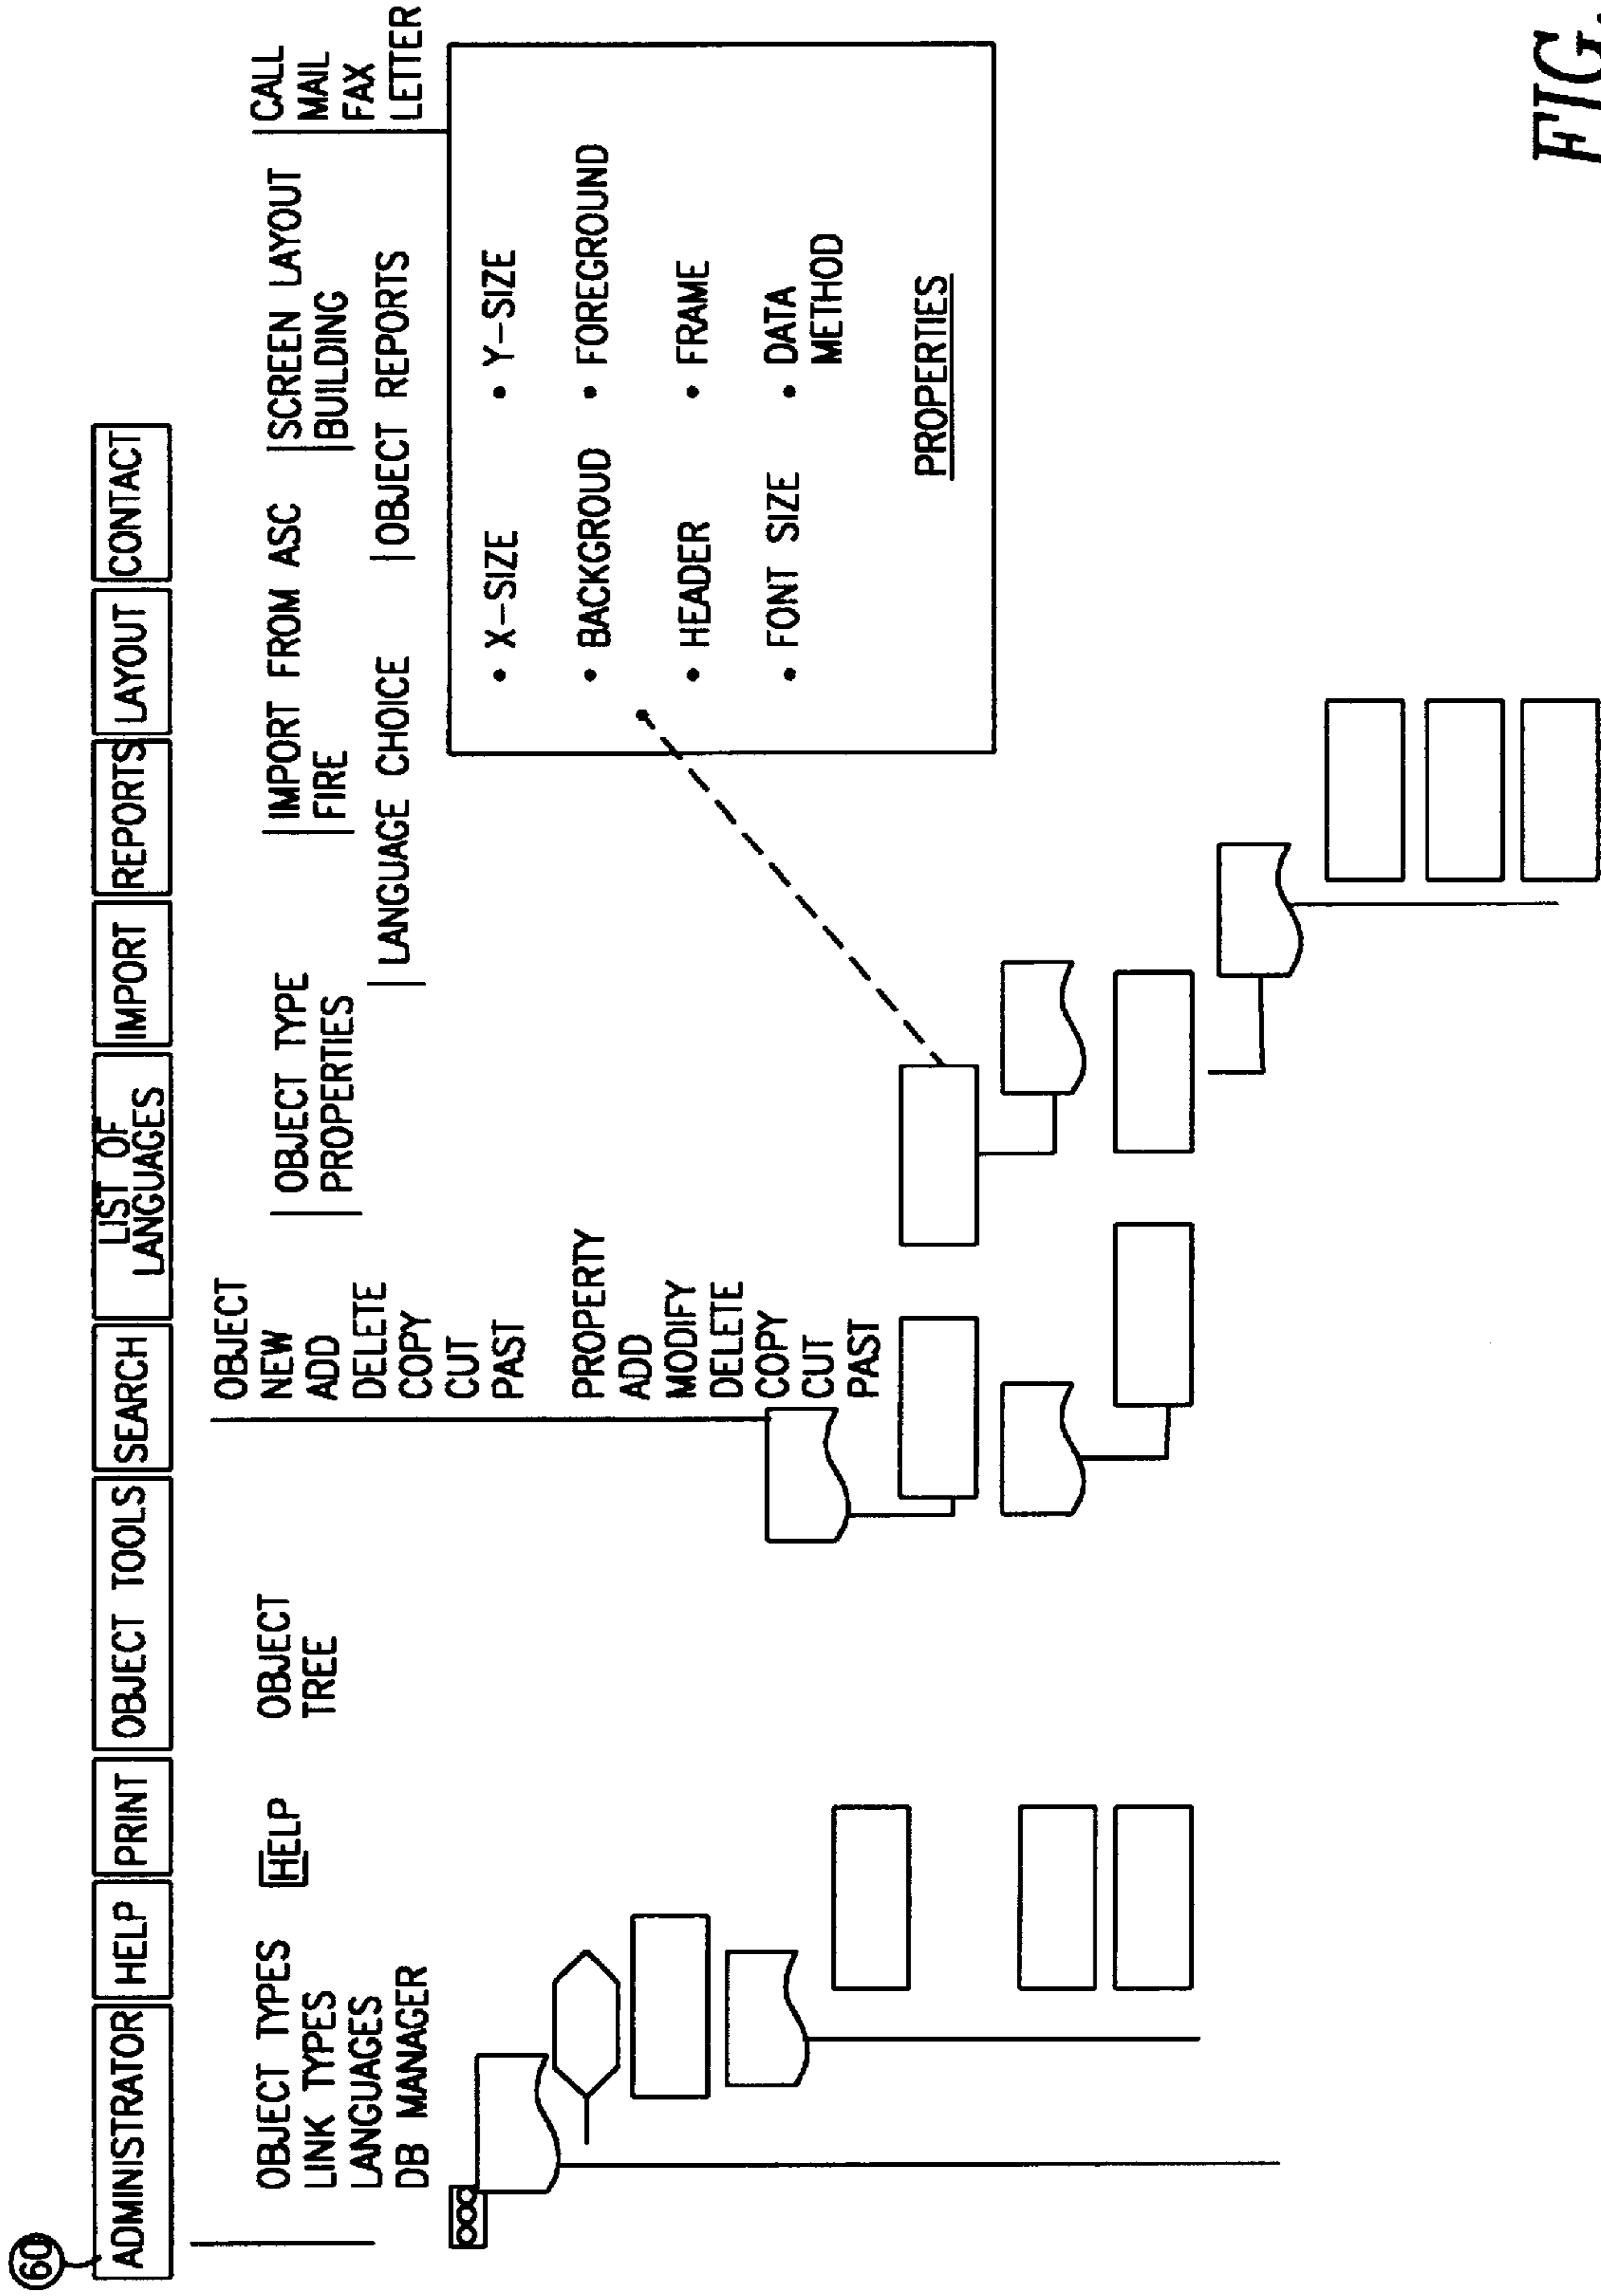 60
ADMINISTRATOR HELP PRINT OBJECT TOOLS SEARCH LIST OF LANGUAGES IMPORT REPORTS LAYOUT CONTACT
OBJECT TYPES
LINK TYPES
LANGUAGES
DB MANAGER
HELP
OBJECT
TREE
OBJECT
NEW
ADD
DELETE
COPY
CUT
PAST
PROPERTY
ADD
MODIFY
DELETE
COPY
CUT
PAST
OBJECT TYPE
PROPERTIES
LANGUAGE CHOICE
IMPORT FROM ASC
FIRE
OBJECT REPORTS
SCREEN LAYOUT
BUILDING
CALL
MAIL
FAX
LETTER
• X-SIZE • Y-SIZE
• BACKGROUD • FOREGROUND
• HEADER • FRAME
• FONT SIZE • DATA
METHOD
PROPERTIES
FIG.